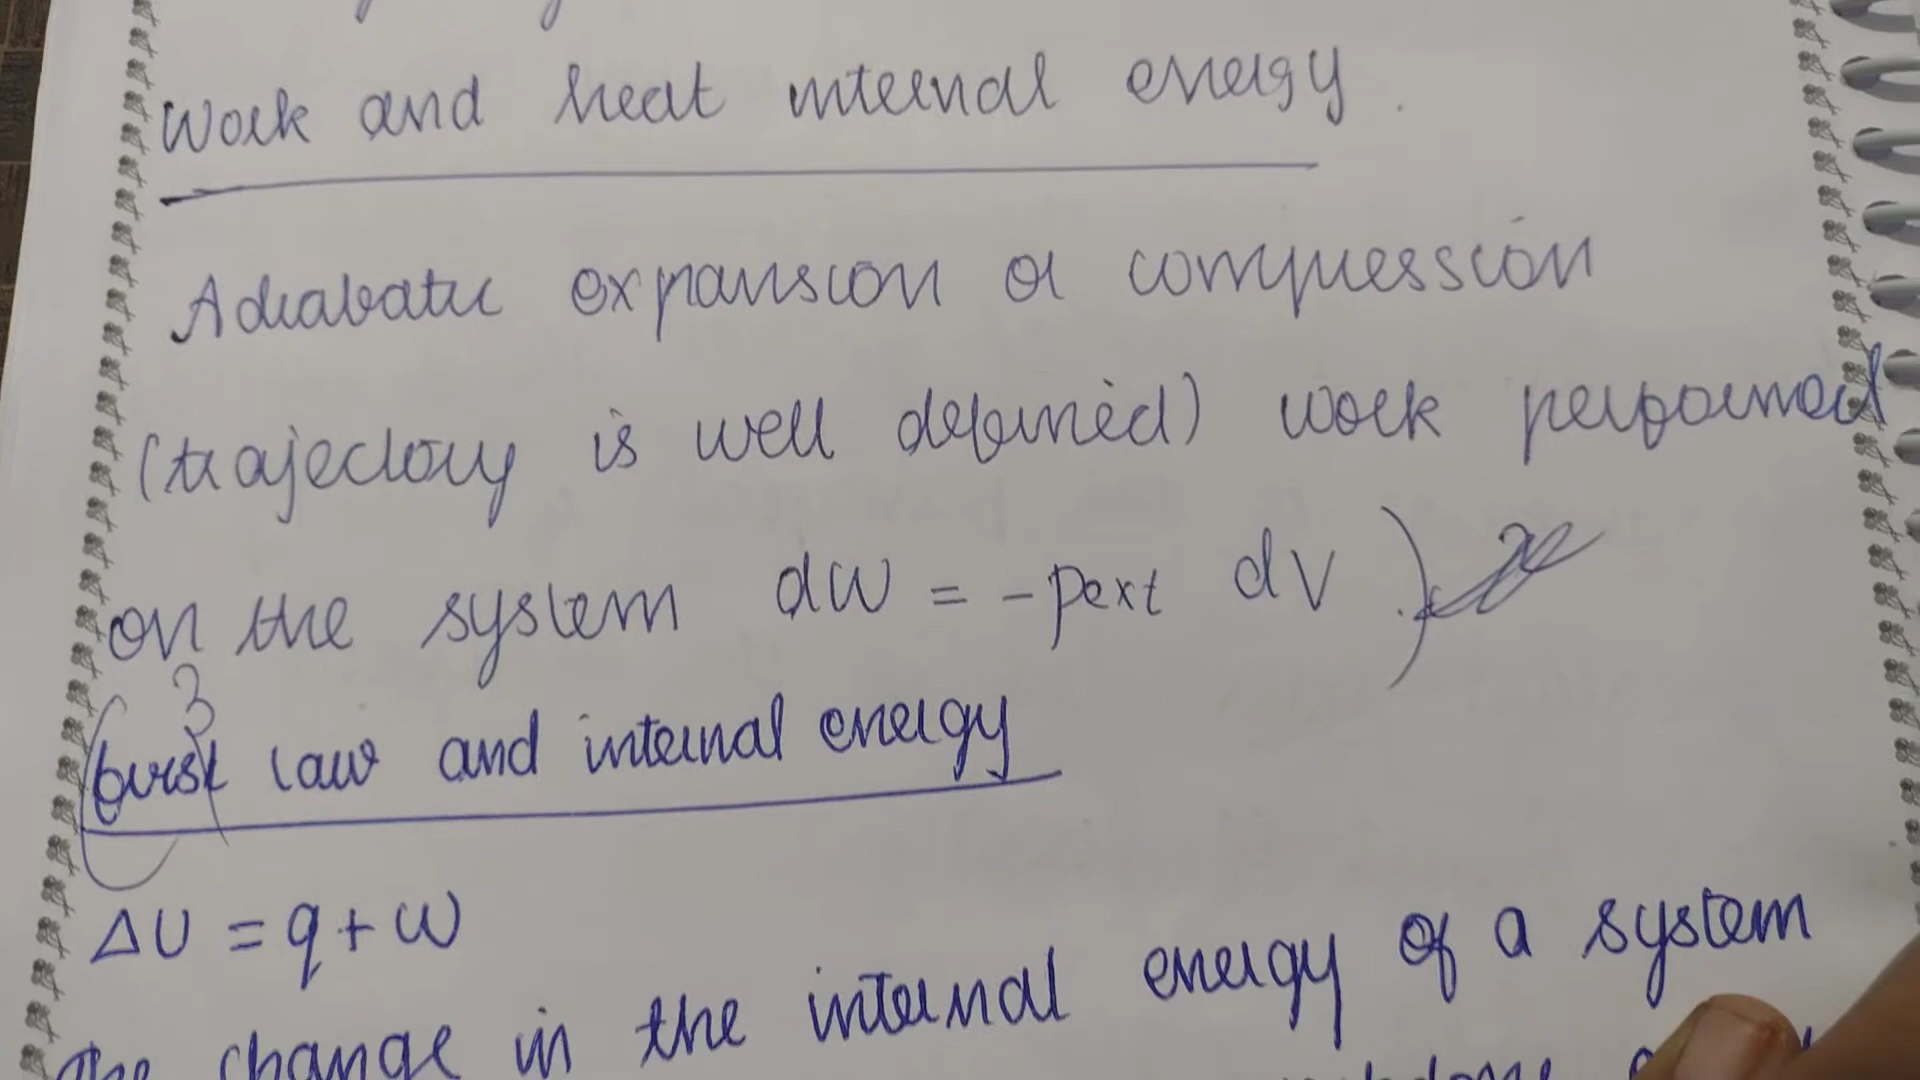 Work and heat internal energy.
Adiabatic expansion or compression
(trajectory is well defined) work performed
on the system dw = -Pext dV
3
first law and internal energy
ΔU = q + w
The change in the internal energy of a system